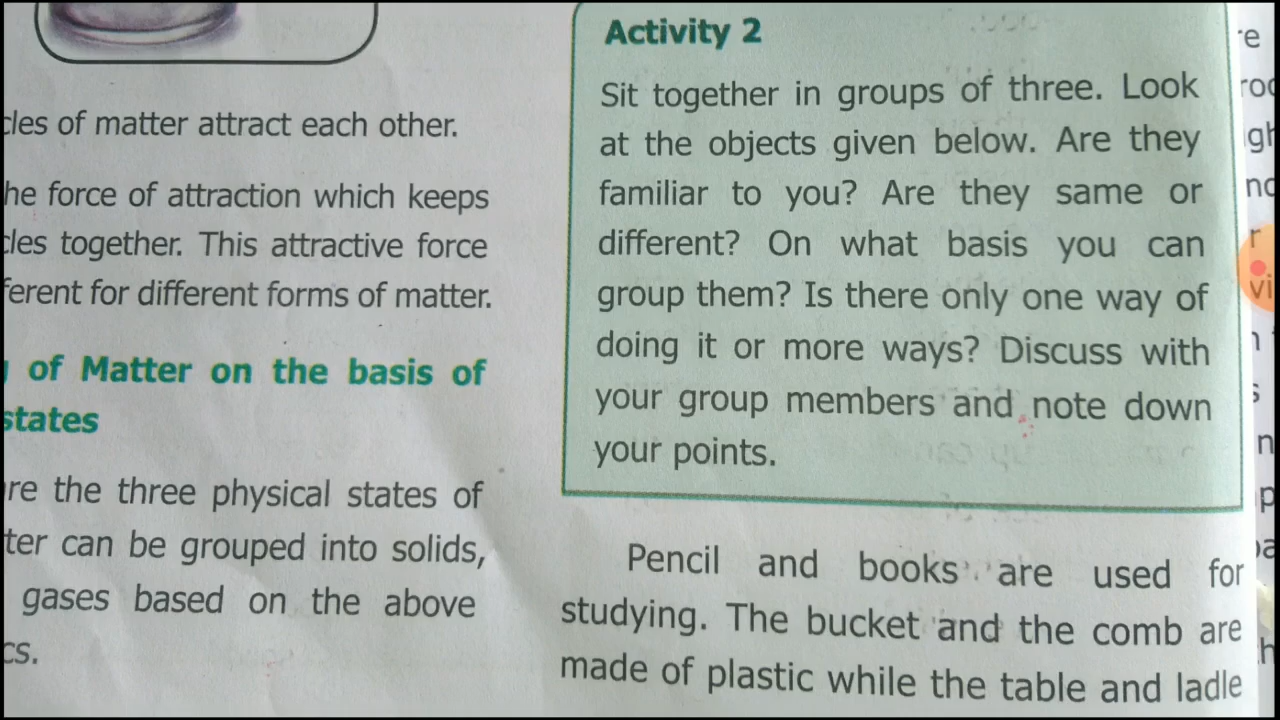 cles of matter attract each other.
he force of attraction which keeps
cles together. This attractive force
ferent for different forms of matter.
of Matter on the basis of
states
re the three physical states of
ter can be grouped into solids,
gases based on the above
cs.
Activity 2
Sit together in groups of three. Look
at the objects given below. Are they
familiar to you? Are they same or
different? On what basis you can
group them? Is there only one way of
doing it or more ways? Discuss with
your group members and note down
your points.
Pencil and books are used for
studying. The bucket and the comb are
made of plastic while the table and ladle